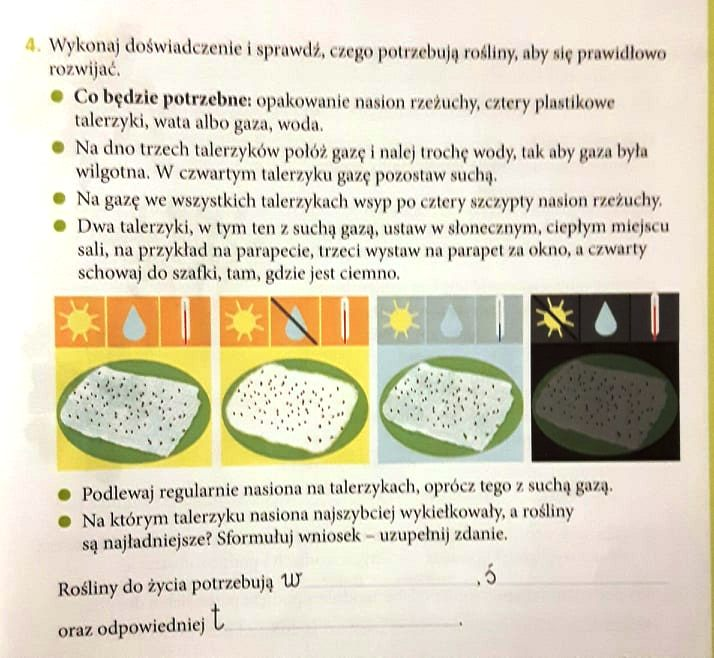 4. Wykonaj doświadczenie i sprawdź, czego potrzebują rośliny, aby się prawidłowo
rozwijać.
● Co będzie potrzebne: opakowanie nasion rzeżuchy, cztery plastikowe
talerzyki, wata albo gaza, woda.
● Na dno trzech talerzyków połóż gazę i nalej trochę wody, tak aby gaza była
wilgotna. W czwartym talerzyku gazę pozostaw suchą.
● Na gazę we wszystkich talerzykach wsyp po cztery szczypty nasion rzeżuchy.
● Dwa talerzyki, w tym ten z suchą gazą, ustaw w słonecznym, ciepłym miejscu
sali, na przykład na parapecie, trzeci wystaw na parapet za okno, a czwarty
schowaj do szafki, tam, gdzie jest ciemno.
● Podlewaj regularnie nasiona na talerzykach, oprócz tego z suchą gazą.
● Na którym talerzyku nasiona najszybciej wykiełkowały, a rośliny
są najładniejsze? Sformułuj wniosek – uzupełnij zdanie.
Rośliny do życia potrzebują w , ś
oraz odpowiedniej t .